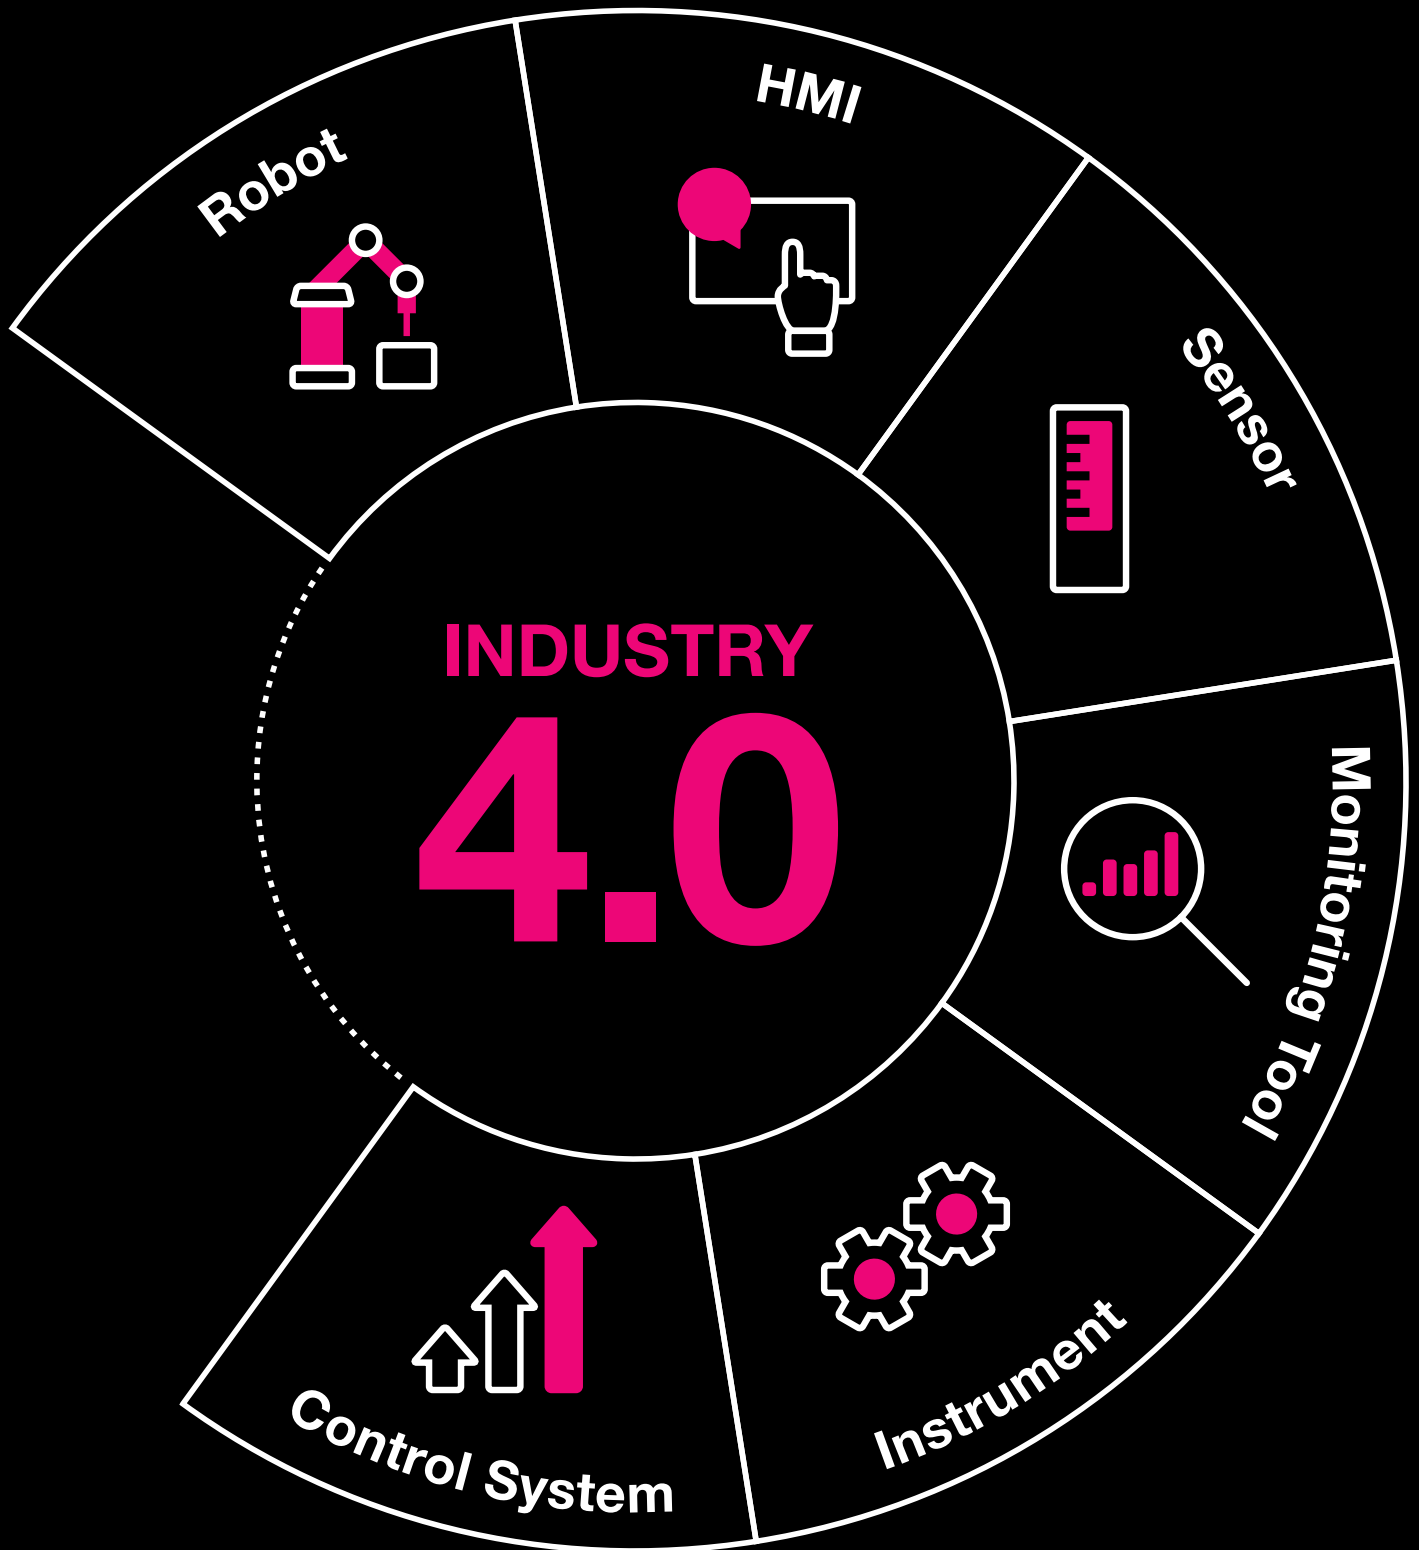 Robot
HMI
Sensor
Monitoring Tool
Instrument
Control System
INDUSTRY
4.0